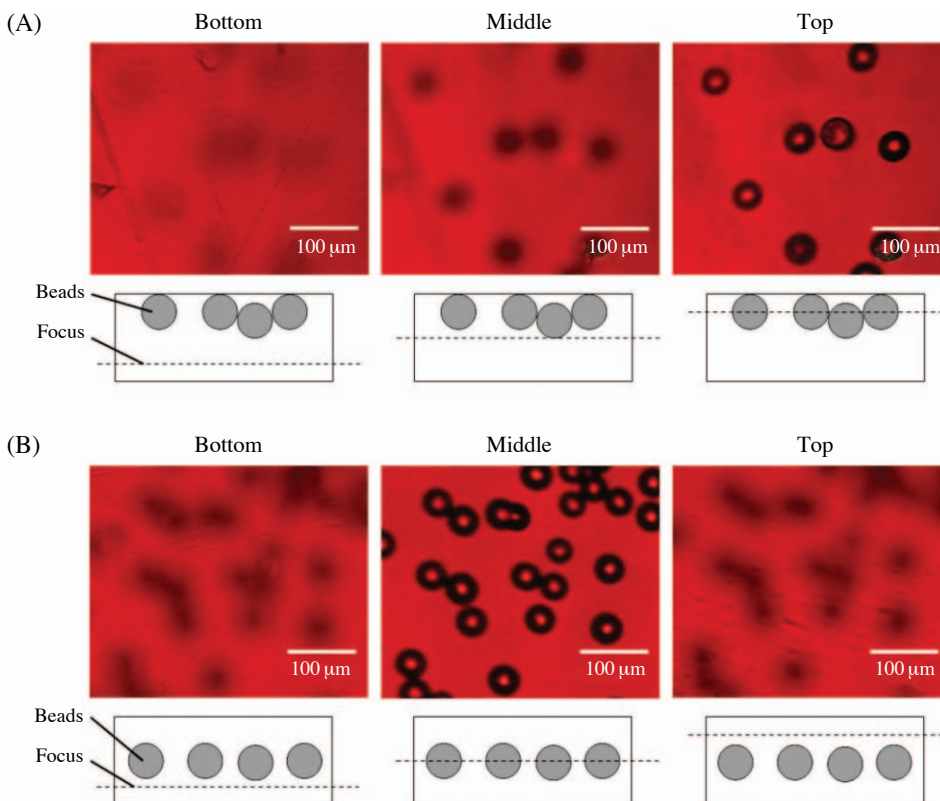 (A)
Bottom Middle Top
100 μm 100 μm 100 μm
Beads
Focus
(B)
Bottom Middle Top
100 μm 100 μm 100 μm
Beads
Focus